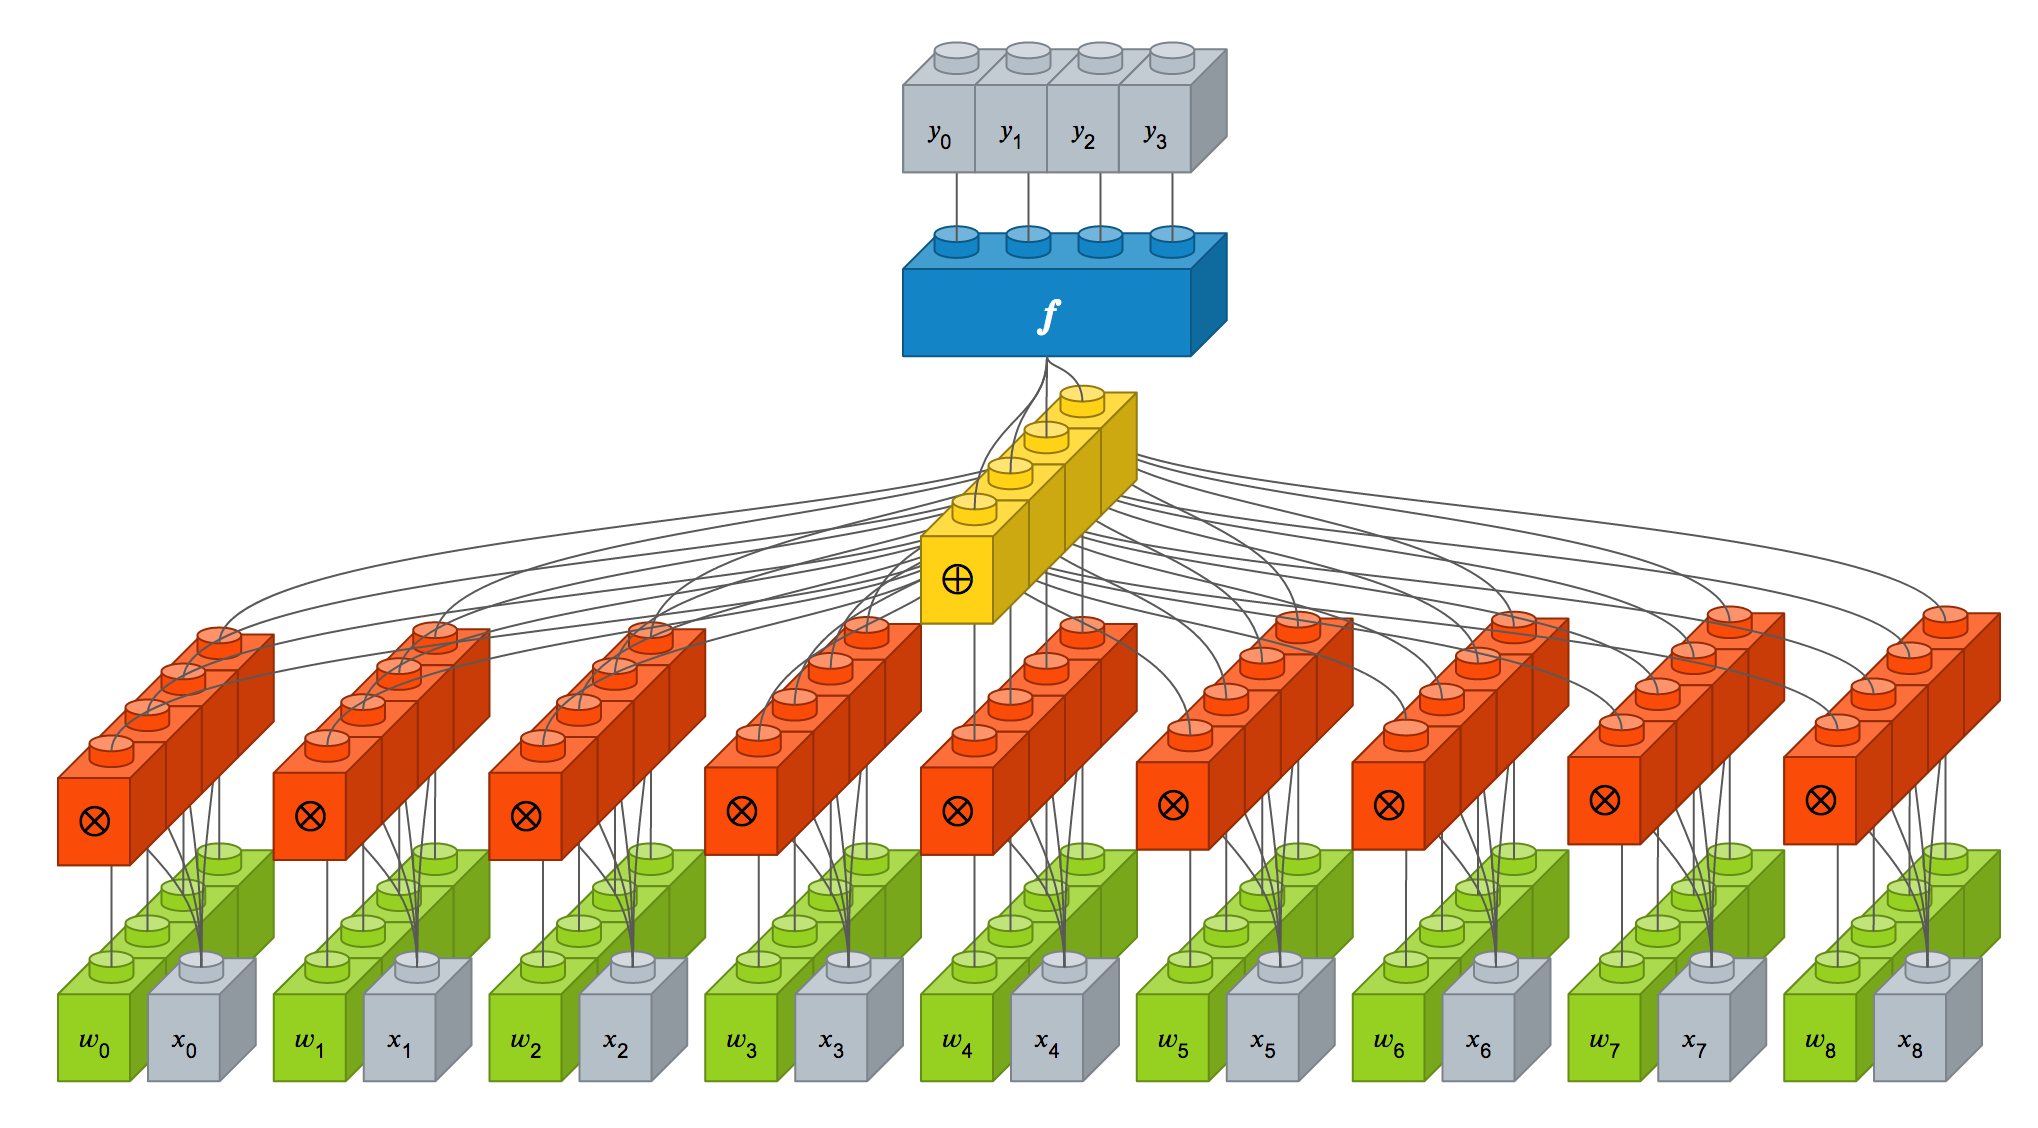 y0 y1 y2 y3
f
⊕
⊗ ⊗ ⊗ ⊗ ⊗ ⊗ ⊗ ⊗ ⊗
w0 x0 w1 x1 w2 x2 w3 x3 w4 x4 w5 x5 w6 x6 w7 x7 w8 x8